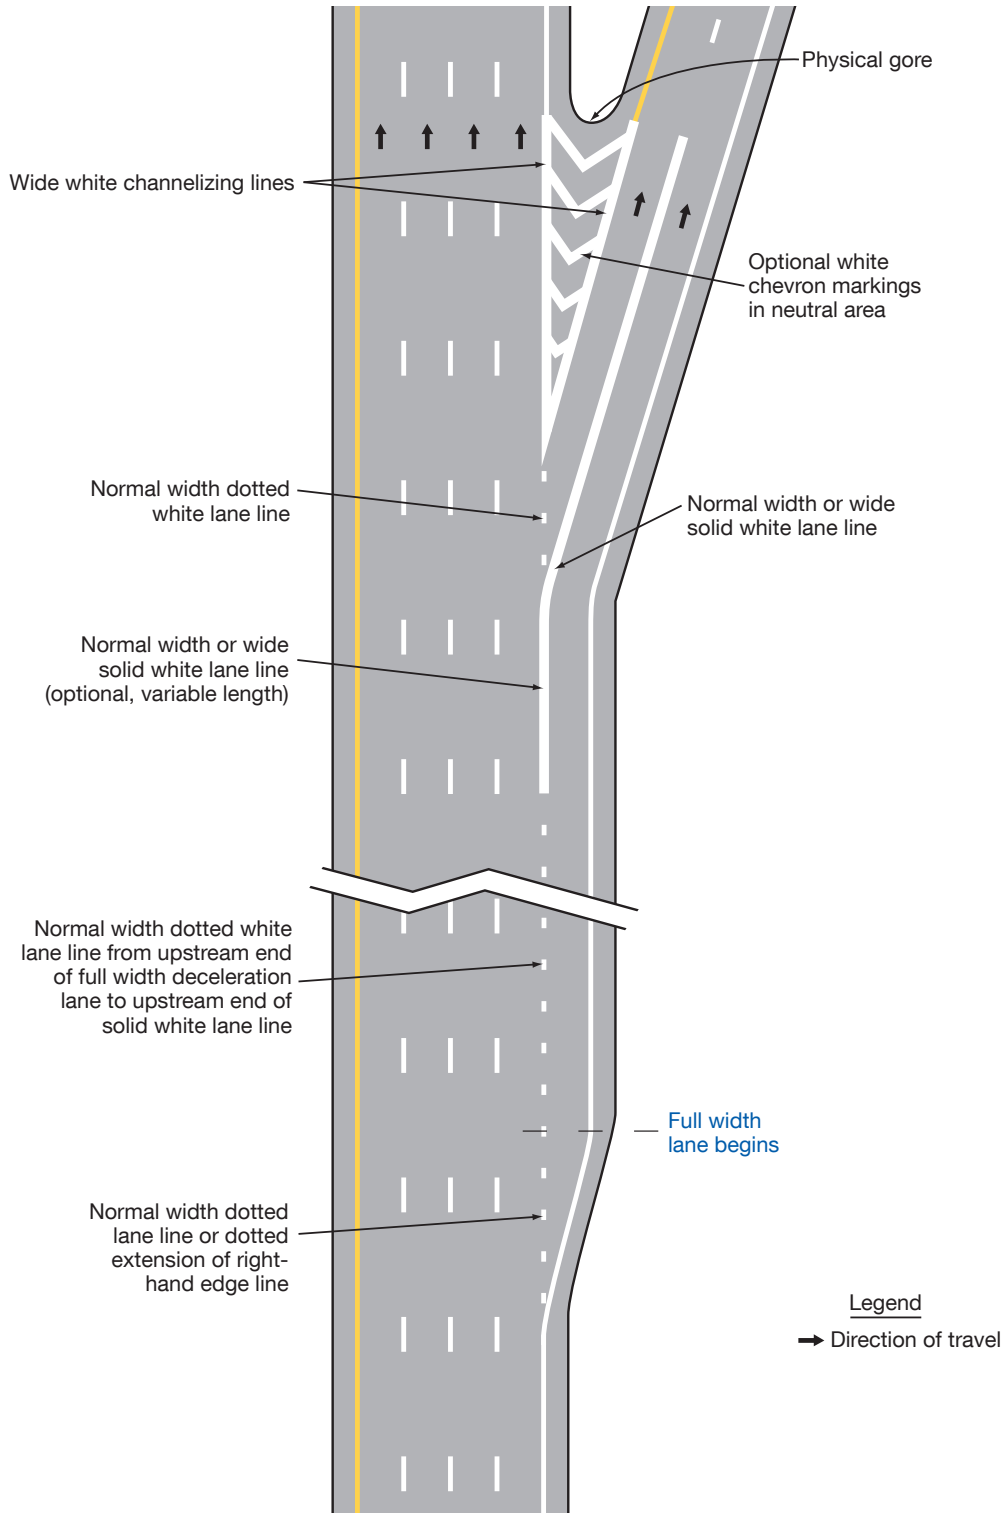 Physical gore
Wide white channelizing lines
Optional white
chevron markings
in neutral area
Normal width dotted
white lane line
Normal width or wide
solid white lane line
Normal width or wide
solid white lane line
(optional, variable length)
Normal width dotted white
lane line from upstream end
of full width deceleration
lane to upstream end of
solid white lane line
Full width
lane begins
Normal width dotted
lane line or dotted
extension of right-
hand edge line
Legend
Direction of travel